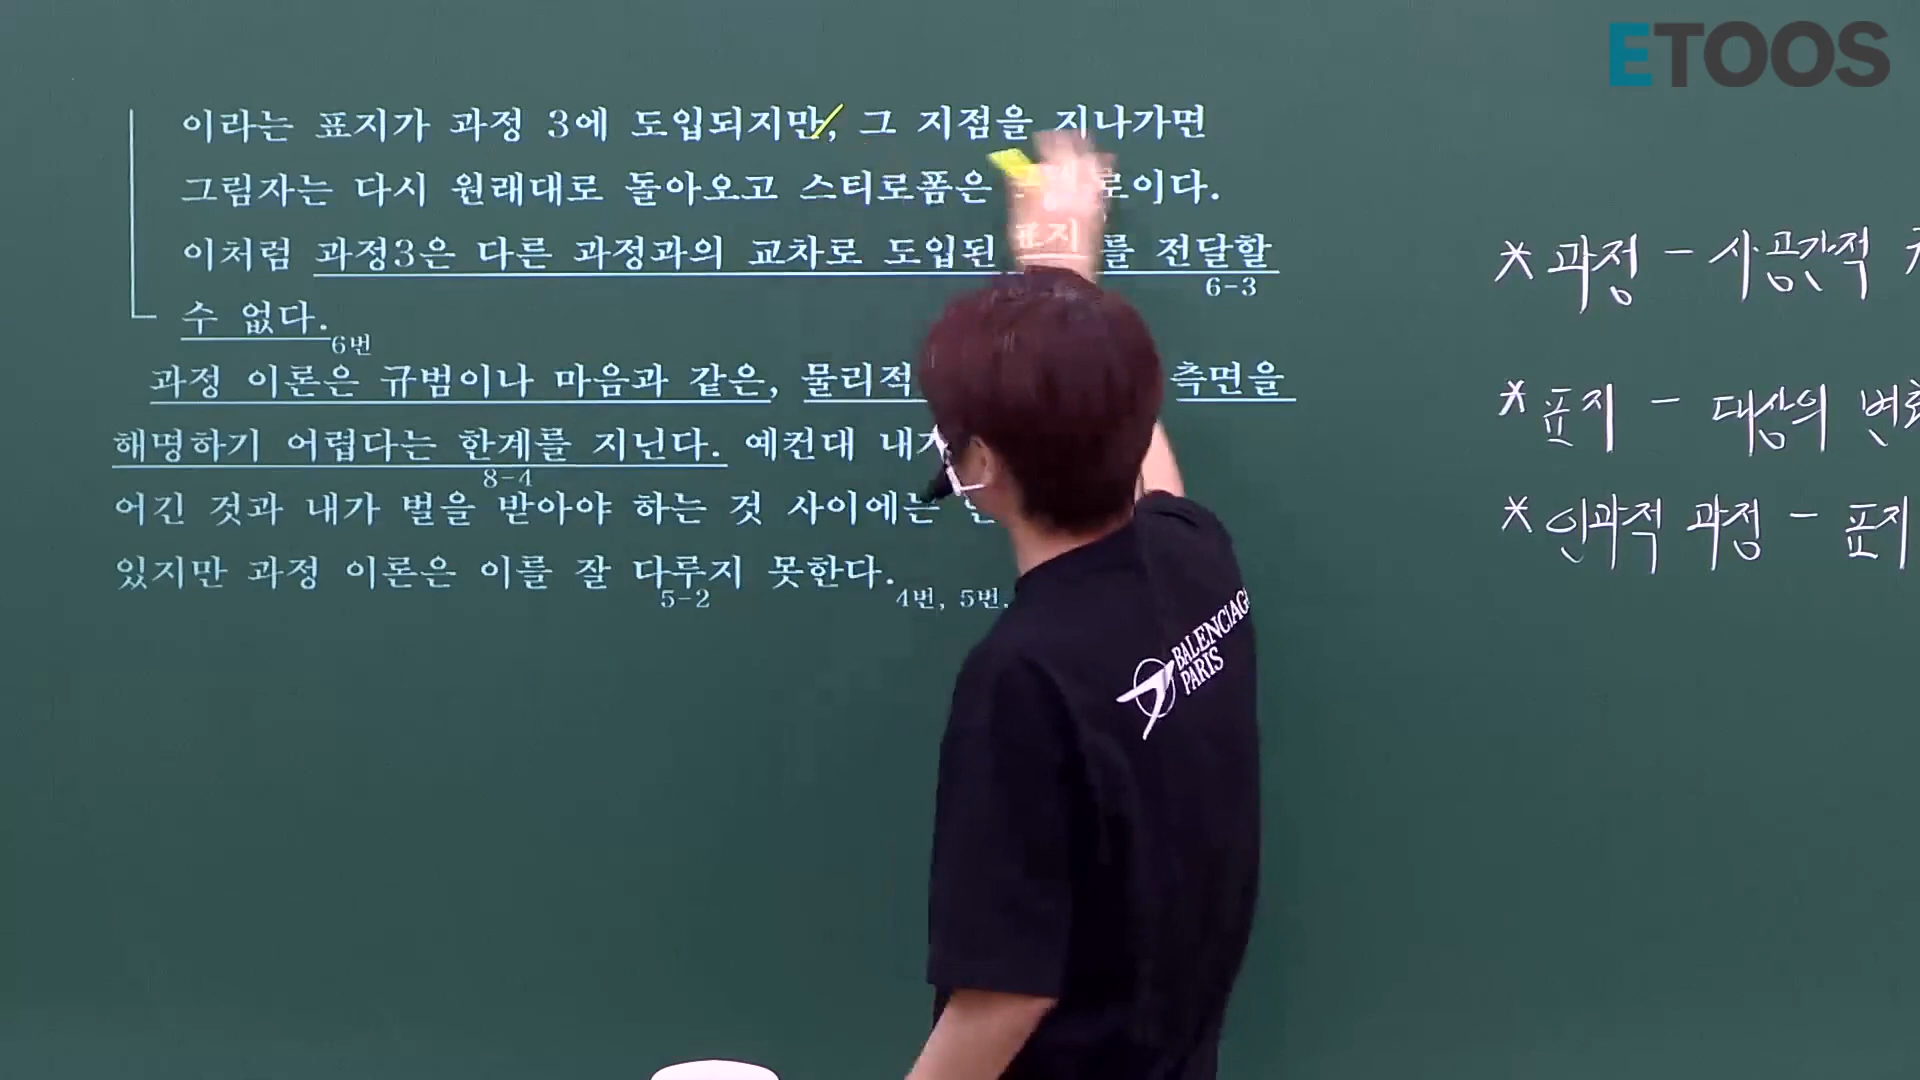 ETOOS
이라는 표지가 과정 3에 도입되지만, 그 지점을 지나가면
그림자는 다시 원래대로 돌아오고 스티로폼은 로이다.
이처럼 과정3은 다른 과정과의 교차로 도입된 표지를 전달할
6-3
수 없다.
6번
과정 이론은 규범이나 마음과 같은, 물리적 측면을
해명하기 어렵다는 한계를 지닌다. 예컨대 내가
8-4
어긴 것과 내가 벌을 받아야 하는 것 사이에는
있지만 과정 이론은 이를 잘 다루지 못한다.
5-2
4번, 5번,
* 과정 - 시공간적
* 표지 - 대상의 변화
* 인과적 과정 - 표지
BALENCIAGA
PARIS